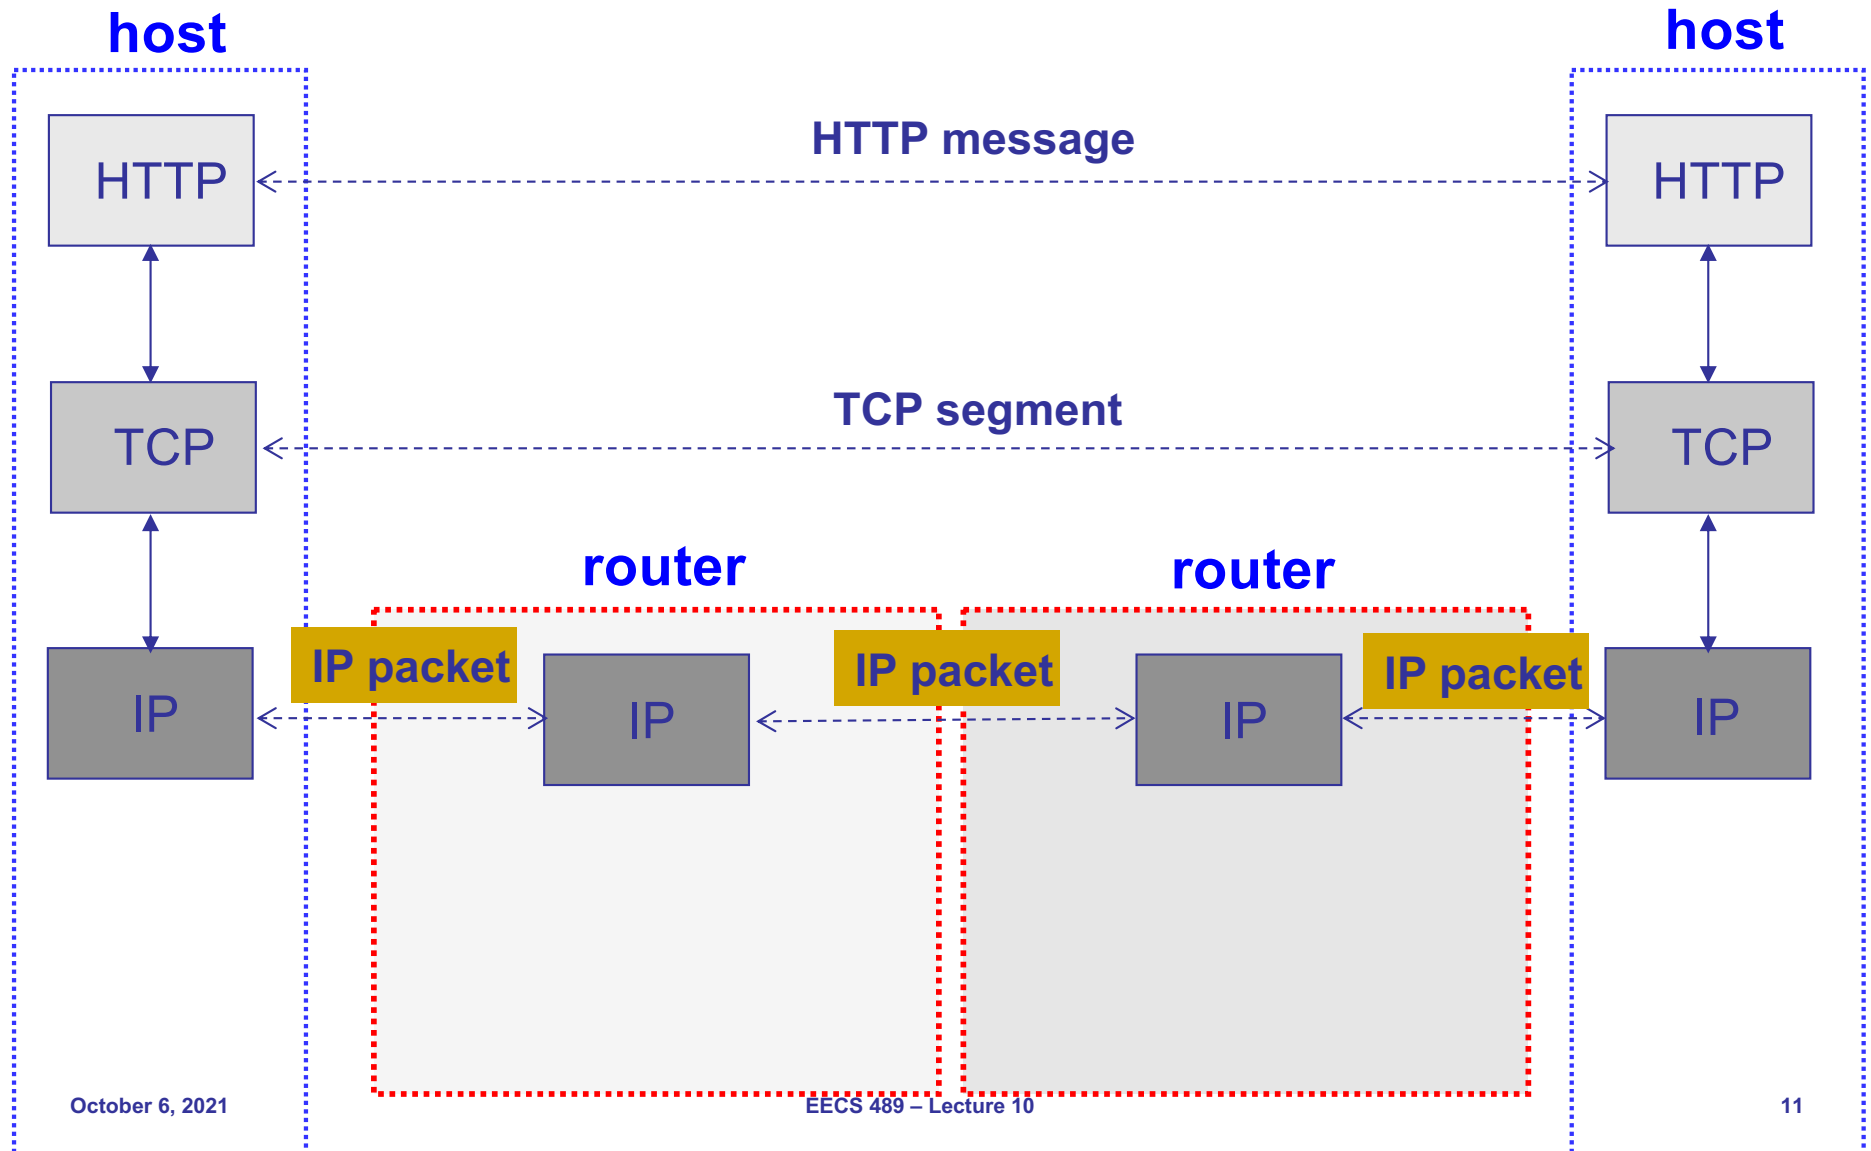 host
host
HTTP message
HTTP
HTTP
TCP segment
TCP
TCP
router
router
IP packet
IP packet
IP packet
IP
IP
IP
IP
October 6, 2021
EECS 489 – Lecture 10
11